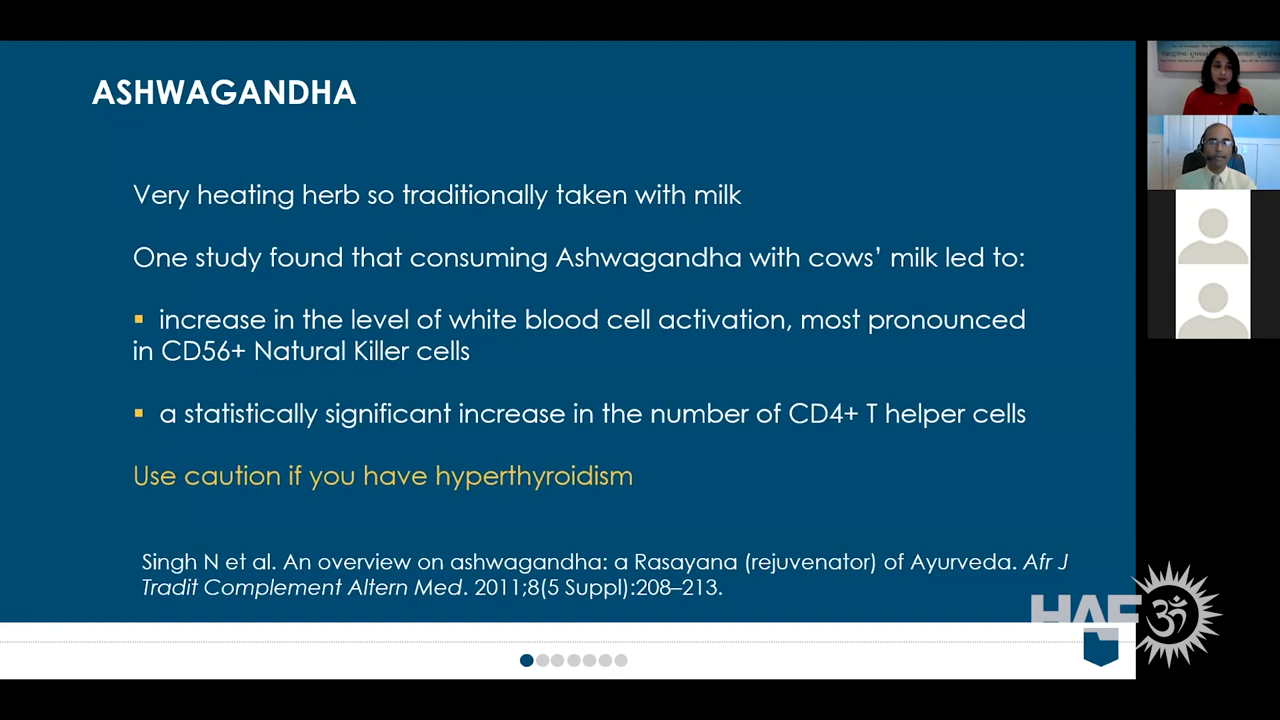 ASHWAGANDHA
Very heating herb so traditionally taken with milk
One study found that consuming Ashwagandha with cows’ milk led to:
▪ increase in the level of white blood cell activation, most pronounced
in CD56+ Natural Killer cells
▪ a statistically significant increase in the number of CD4+ T helper cells
Use caution if you have hyperthyroidism
Singh N et al. An overview on ashwagandha: a Rasayana (rejuvenator) of Ayurveda. Afr J
Tradit Complement Altern Med. 2011;8(5 Suppl):208–213.
HAF
ॐ